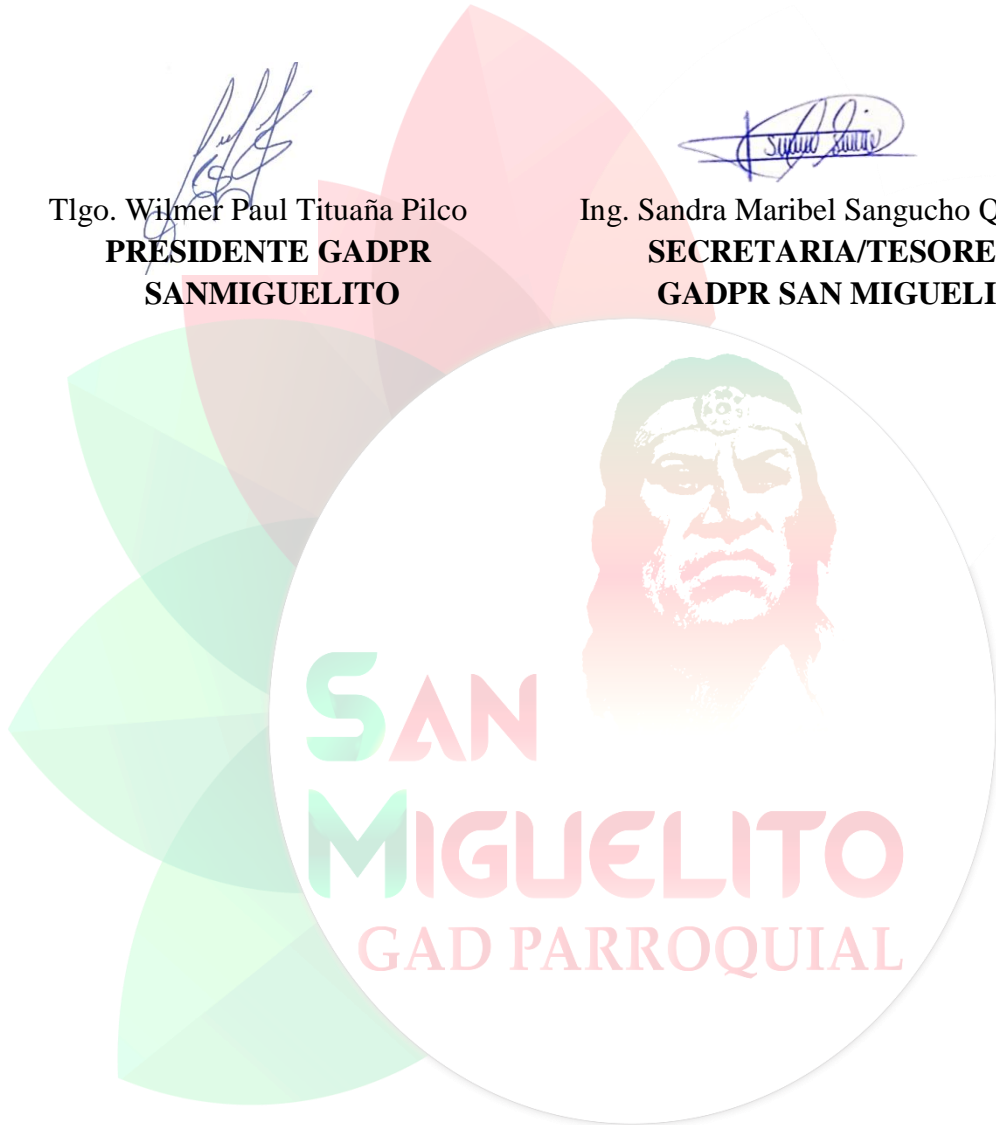 Tlgo. Wilmer Paul Tituaña Pilco
PRESIDENTE GADPR
SANMIGUELITO
Ing. Sandra Maribel Sangucho
SECRETARIA/TESORE
GADPR SAN MIGUELI
SAN
MIGUELITO
GAD PARROQUIAL